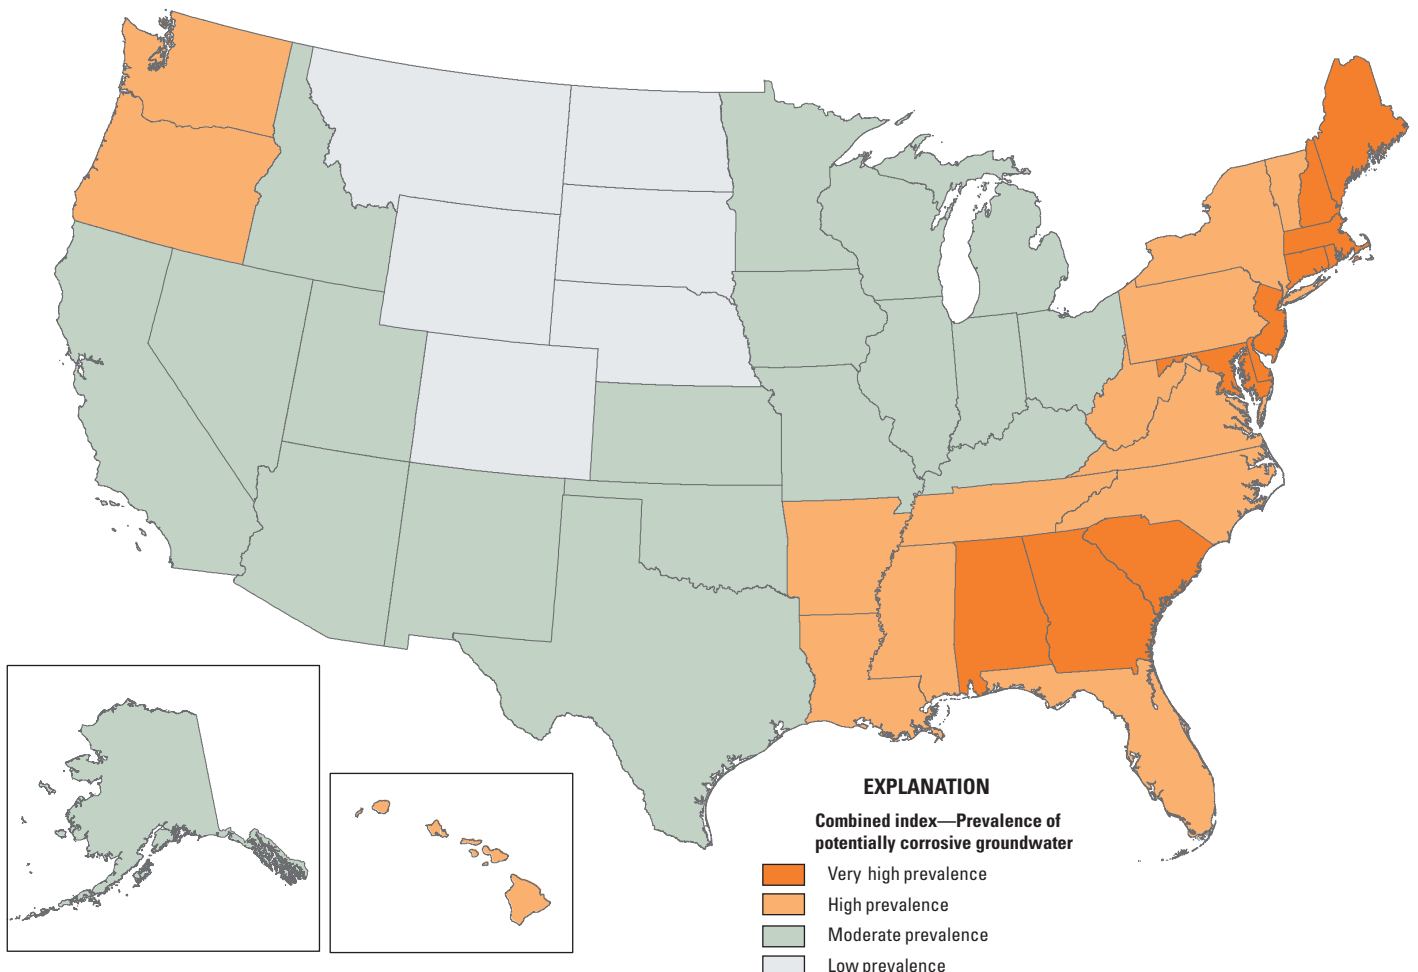 EXPLANATION
Combined index—Prevalence of
potentially corrosive groundwater
Very high prevalence
High prevalence
Moderate prevalence
Low prevalence